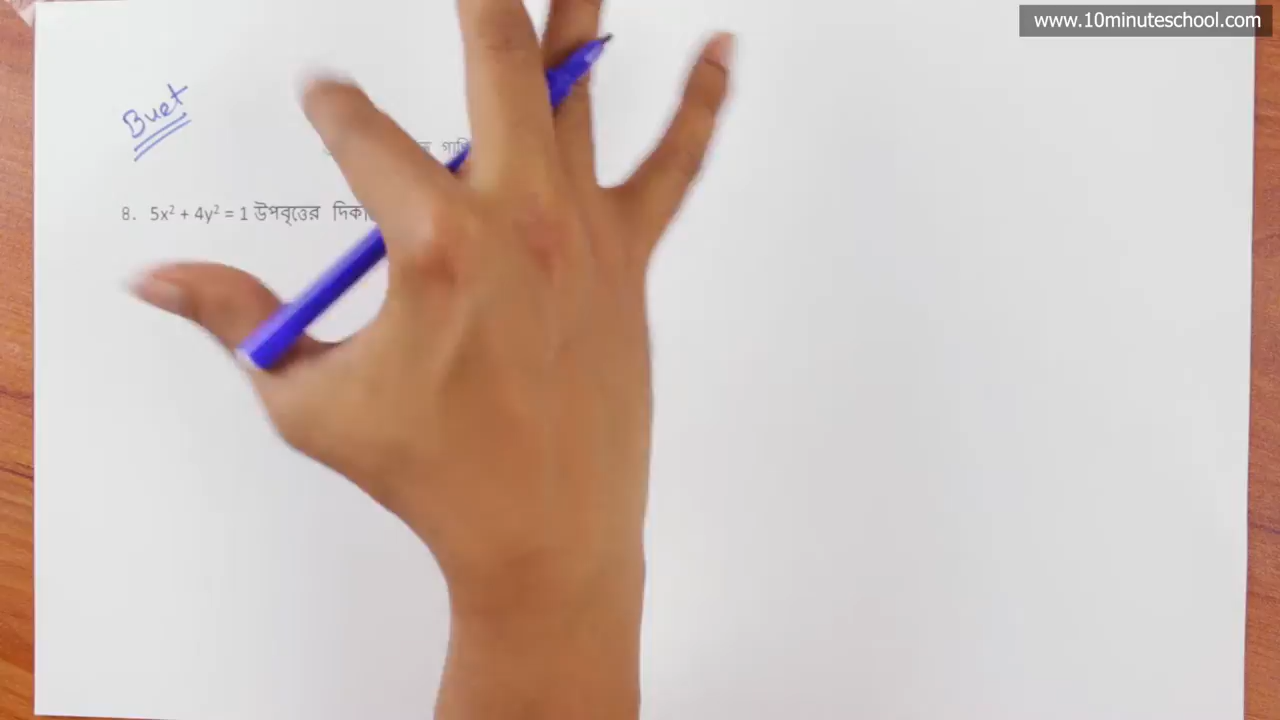 www.10minuteschool.com
Buet
8. 5x² + 4y² = 1 উপবৃত্তের